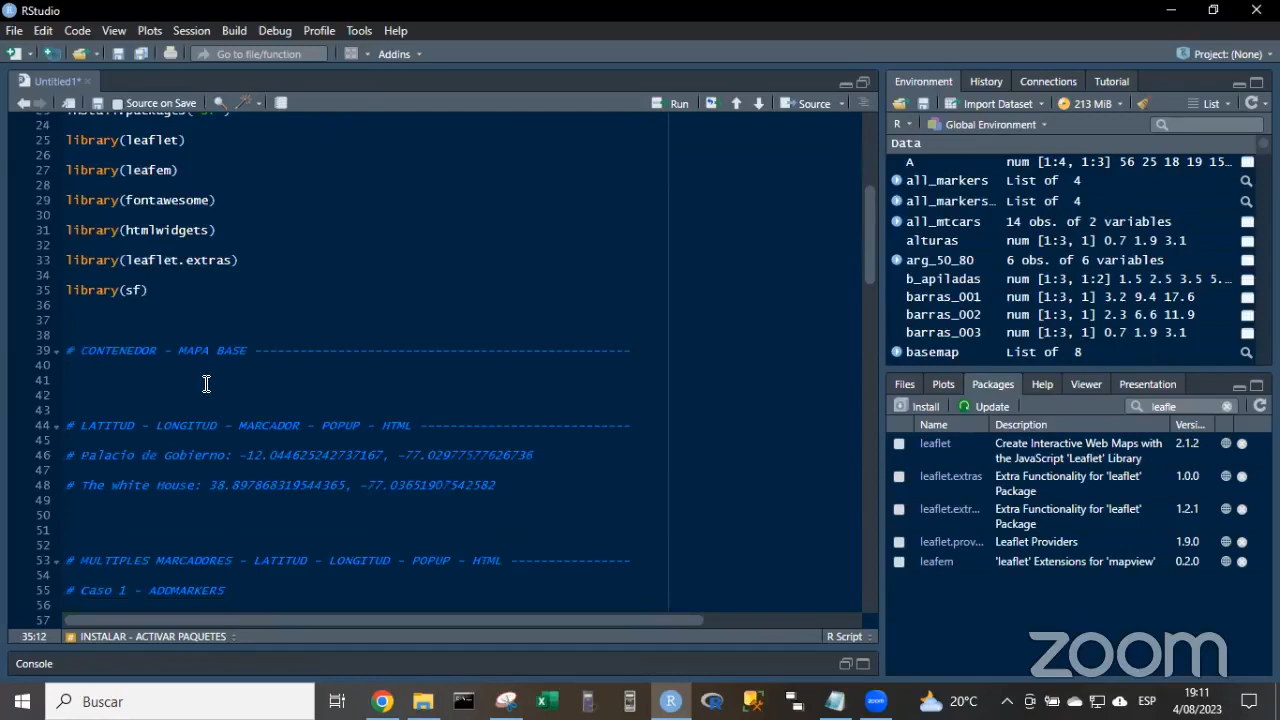 RStudio
File Edit Code View Plots Session Build Debug Profile Tools Help
Go to file/function Addins Project: (None)
Untitled1*
Source on Save Run Source
24
25 library(leaflet)
26
27 library(leafem)
28
29 library(fontawesome)
30
31 library(htmlwidgets)
32
33 library(leaflet.extras)
34
35 library(sf)
36
37
38
39 # CONTENEDOR - MAPA BASE --------------------------------------------------
40
41
42
43
44 # LATITUD - LONGITUD - MARCADOR - POPUP - HTML ----------------------------
45
46 # Palacio de Gobierno: -12.044625242737167, -77.02977577626736
47
48 # The White House: 38.897868319544365, -77.03651907542582
49
50
51
52
53 # MULTIPLES MARCADORES - LATITUD - LONGITUD - POPUP - HTML ----------------
54
55 # Caso 1 - ADDMARKERS
56
57
35:12 # INSTALAR - ACTIVAR PAQUETES R Script
Console
Environment History Connections Tutorial
Import Dataset 213 MiB List
R Global Environment
Data
A num [1:4, 1:3] 56 25 18 19 15…
all_markers List of 4
all_markers… List of 4
all_mtcars 14 obs. of 2 variables
alturas num [1:3, 1] 0.7 1.9 3.1
arg_50_80 6 obs. of 6 variables
b_apiladas num [1:3, 1:2] 1.5 2.5 3.5 5.…
barras_001 num [1:3, 1] 3.2 9.4 17.6
barras_002 num [1:3, 1] 2.3 6.6 11.9
barras_003 num [1:3, 1] 0.7 1.9 3.1
basemap List of 8
Files Plots Packages Help Viewer Presentation
Install Update leafle
Name Description Versi…
leaflet Create Interactive Web Maps with the JavaScript 'Leaflet' Library 2.1.2
leaflet.extras Extra Functionality for 'leaflet' Package 1.0.0
leaflet.extr… Extra Functionality for 'leaflet' Package 1.2.1
leaflet.prov… Leaflet Providers 1.9.0
leafem 'leaflet' Extensions for 'mapview' 0.2.0
zoom
Buscar
zoom
20°C
ESP
19:11
4/08/2023